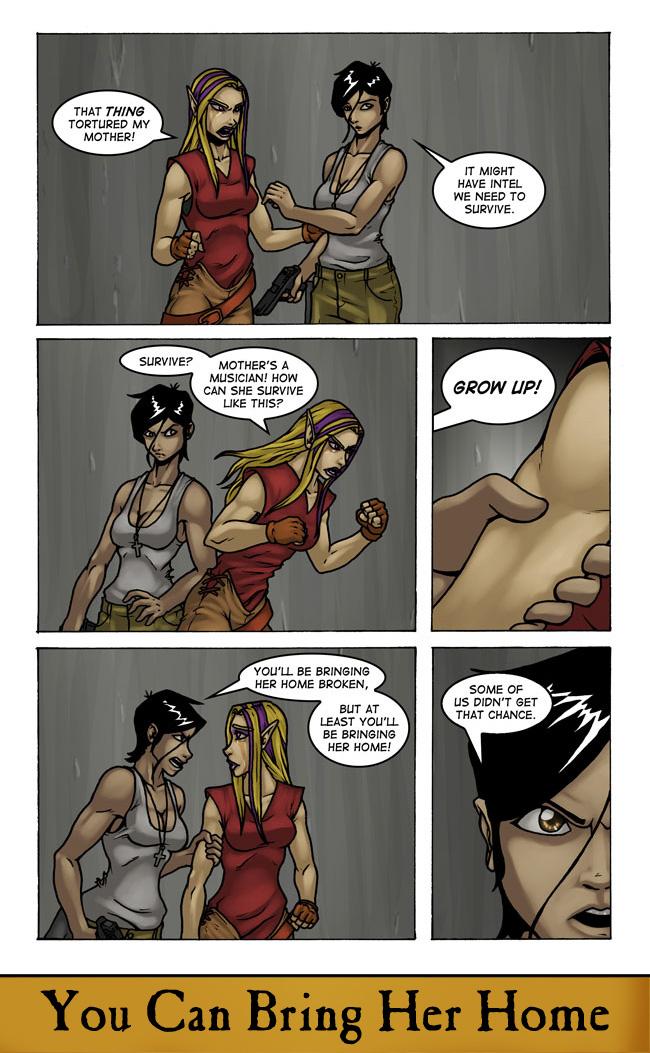 THAT THING
TORTURED MY
MOTHER!
IT MIGHT
HAVE INTEL
WE NEED TO
SURVIVE.
SURVIVE?
MOTHER'S A
MUSICIAN! HOW
CAN SHE SURVIVE
LIKE THIS?
GROW UP!
YOU'LL BE BRINGING
HER HOME BROKEN,
BUT AT
LEAST YOU'LL
BE BRINGING
HER HOME!
SOME OF
US DIDN'T GET
THAT CHANCE.
You Can Bring Her Home